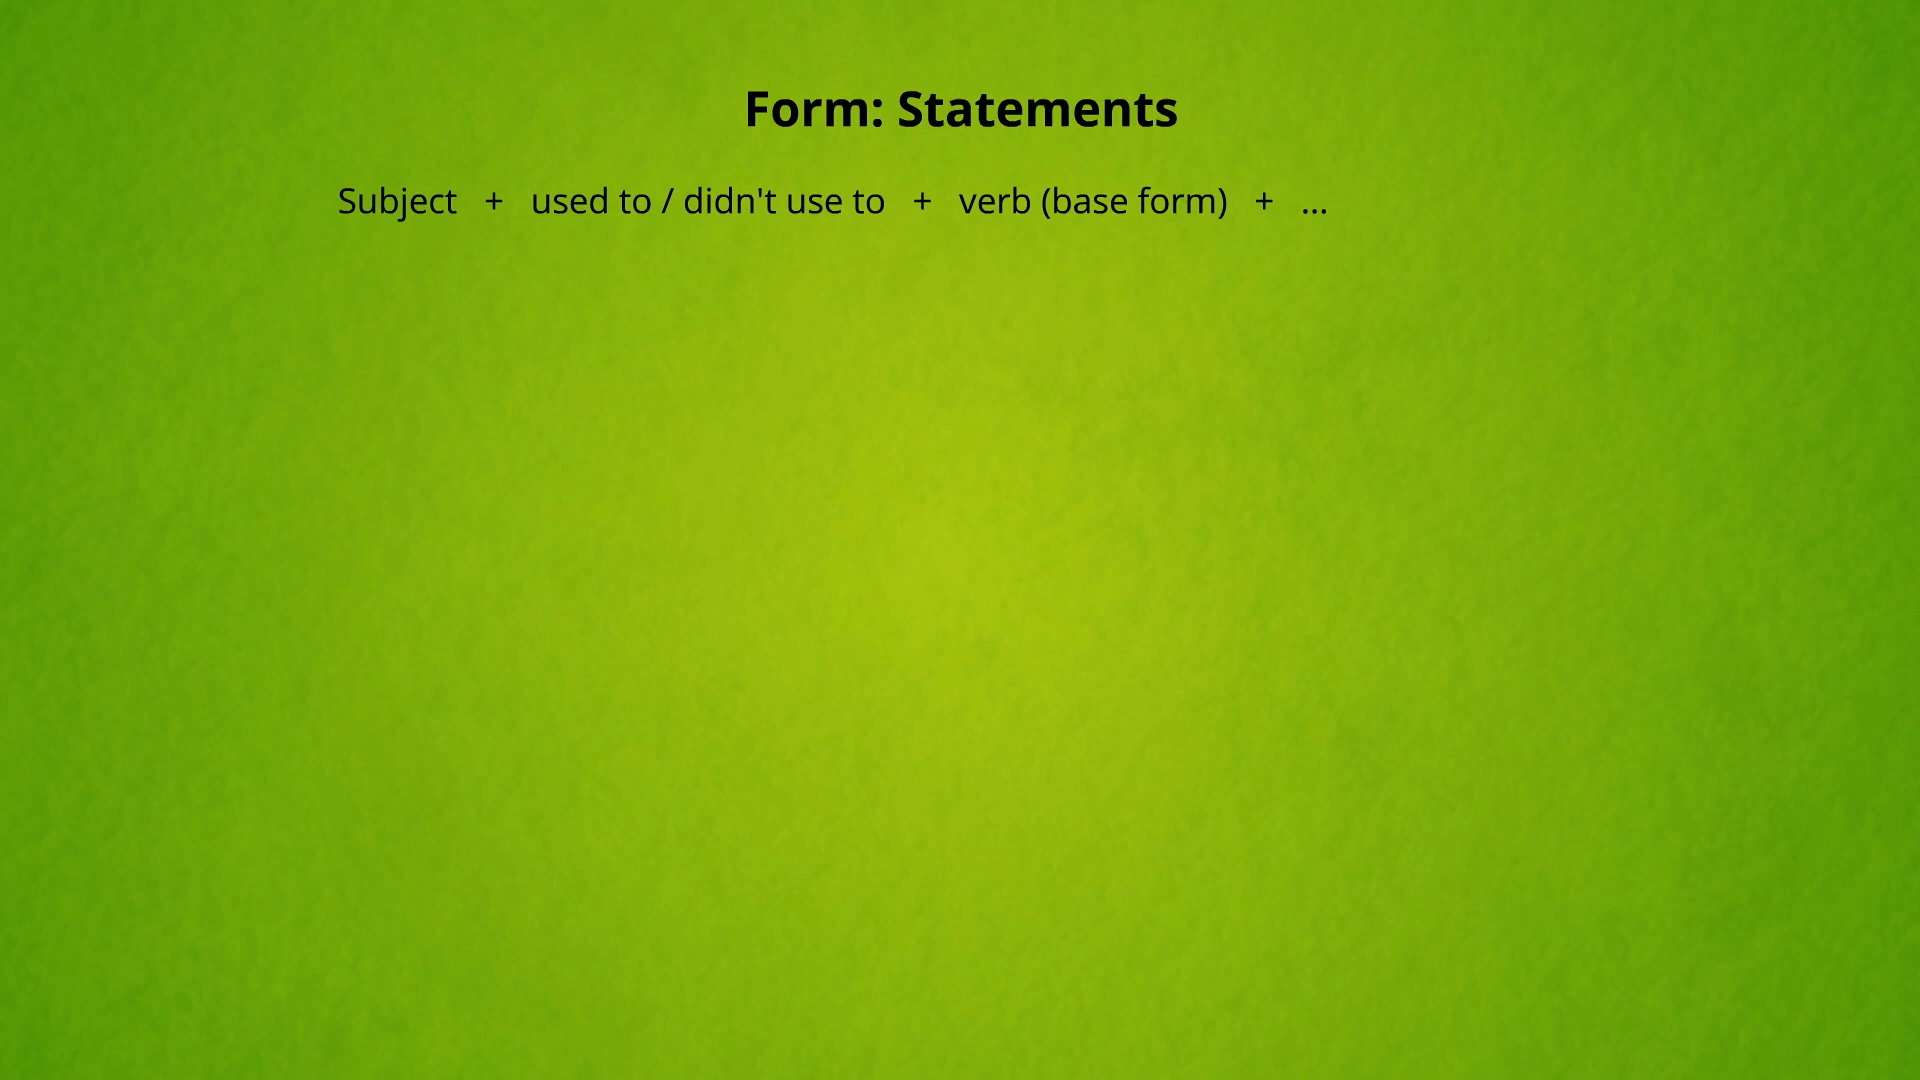 Form: Statements
Subject + used to / didn't use to + verb (base form) + ...